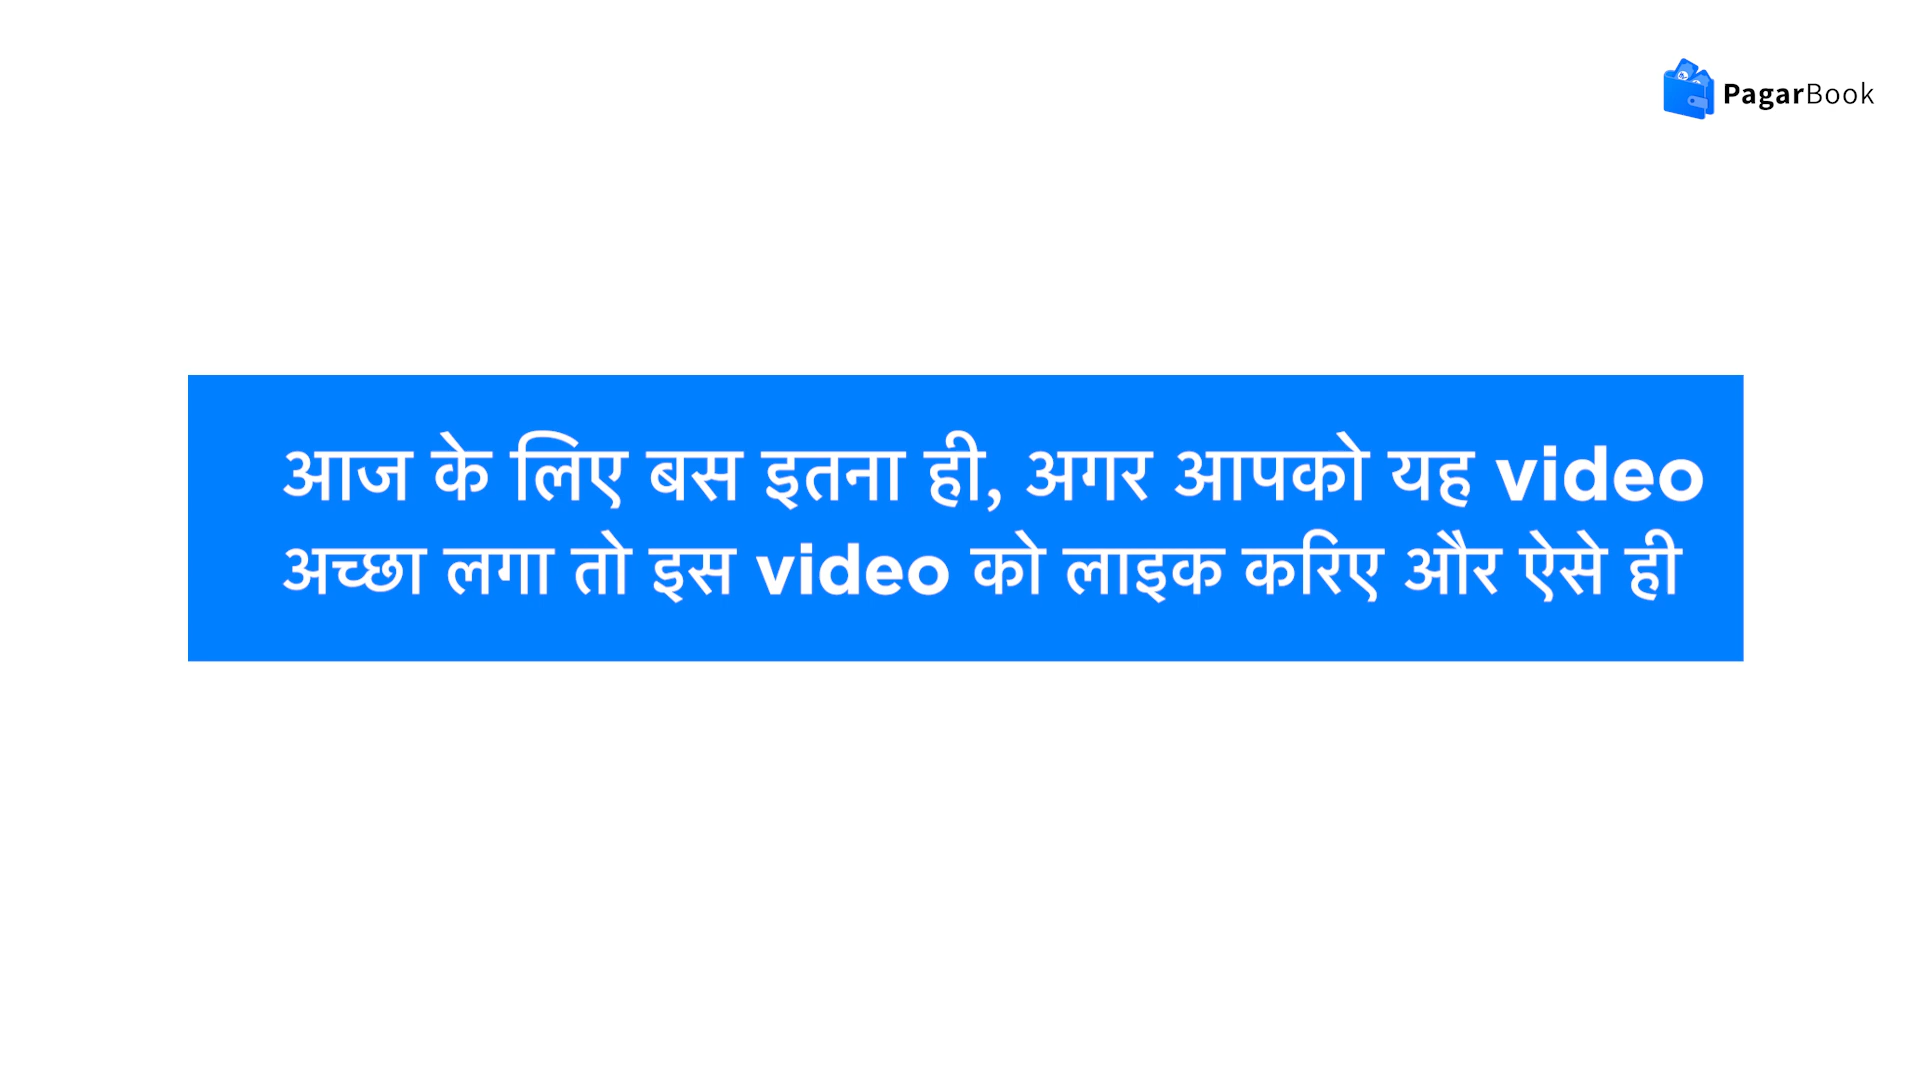 PagarBook
आज के लिए बस इतना ही, अगर आपको यह video
अच्छा लगा तो इस video को लाइक करिए और ऐसे ही